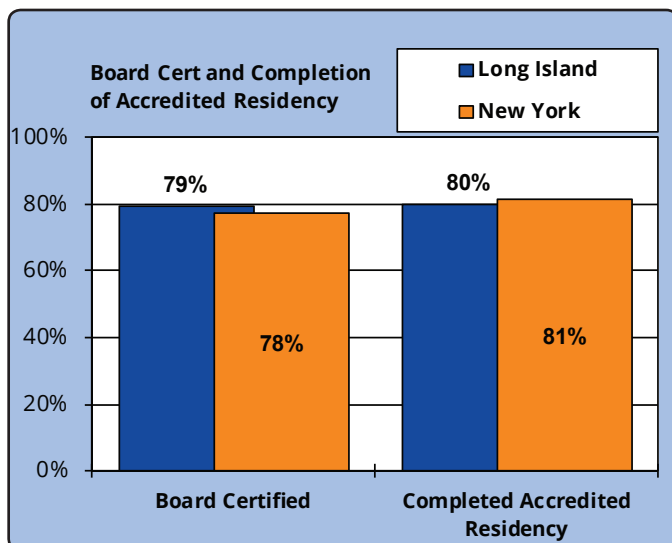 Board Cert and Completion
of Accredited Residency
Long Island
New York
100%
80%
60%
40%
20%
0%
79%
78%
80%
81%
Board Certified
Completed Accredited
Residency